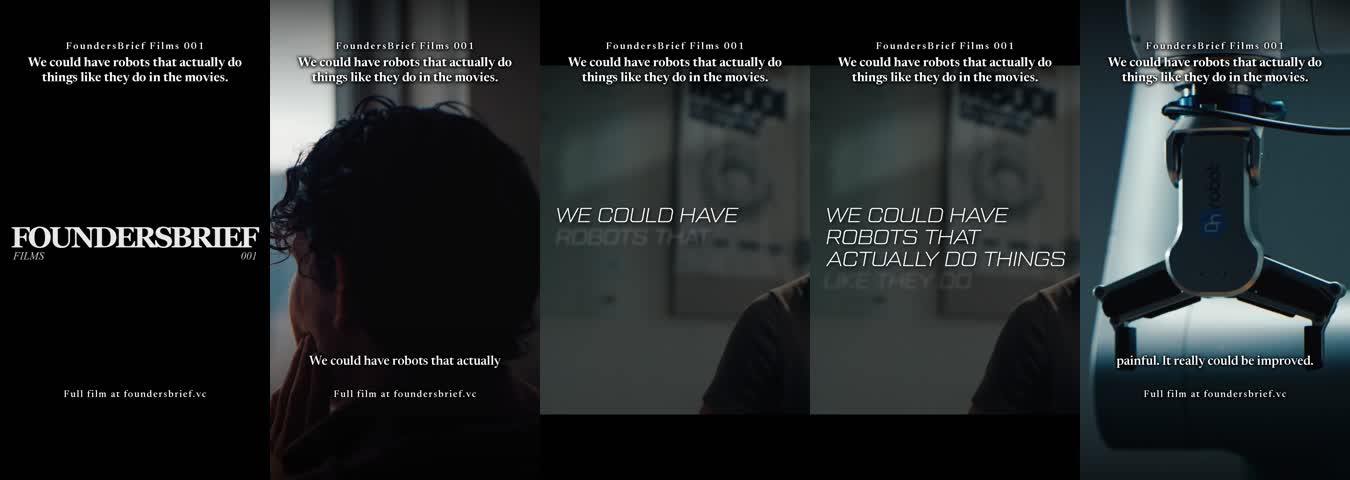 FoundersBrief Films 001
We could have robots that actually do
things like they do in the movies.
FOUNDERSBRIEF
FILMS
001
Full film at foundersbrief.vc
FoundersBrief Films 001
We could have robots that actually do
things like they do in the movies.
We could have robots that actually
Full film at foundersbrief.vc
FoundersBrief Films 001
We could have robots that actually do
things like they do in the movies.
WE COULD HAVE
ROBOTS THAT
FoundersBrief Films 001
We could have robots that actually do
things like they do in the movies.
WE COULD HAVE
ROBOTS THAT
ACTUALLY DO THINGS
LIKE THEY DO
FoundersBrief Films 001
We could have robots that actually do
things like they do in the movies.
robot
painful. It really could be improved.
Full film at foundersbrief.vc